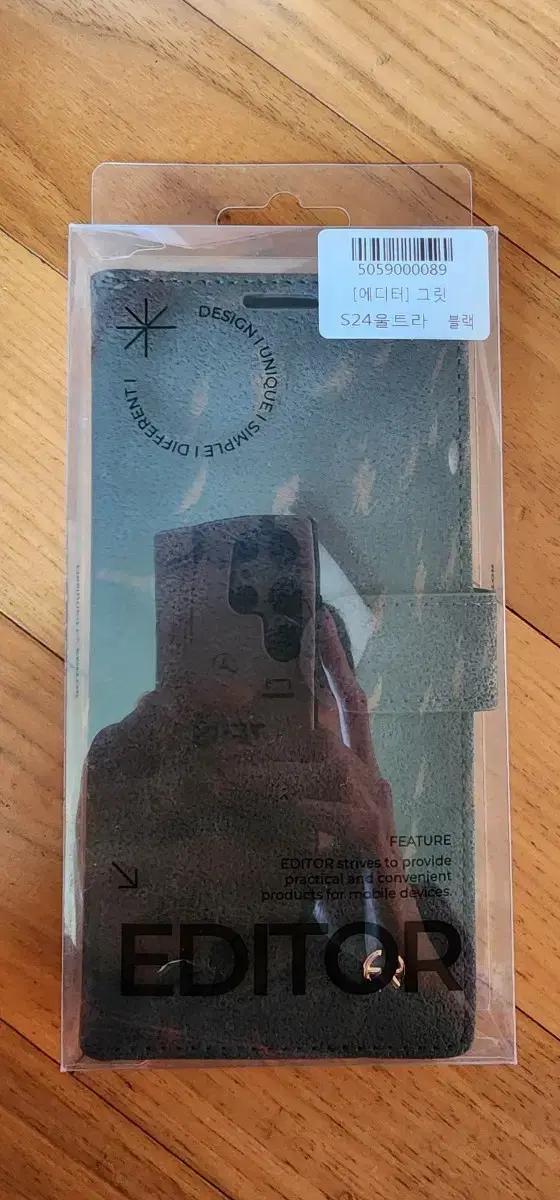 5059000089
[에디터] 그릿
S24울트라 블랙
DESIGN I UNIQUE I SIMPLE I DIFFERENT I
FEATURE
EDITOR strives to provide
practical and convenient
products for mobile devices.
EDITOR